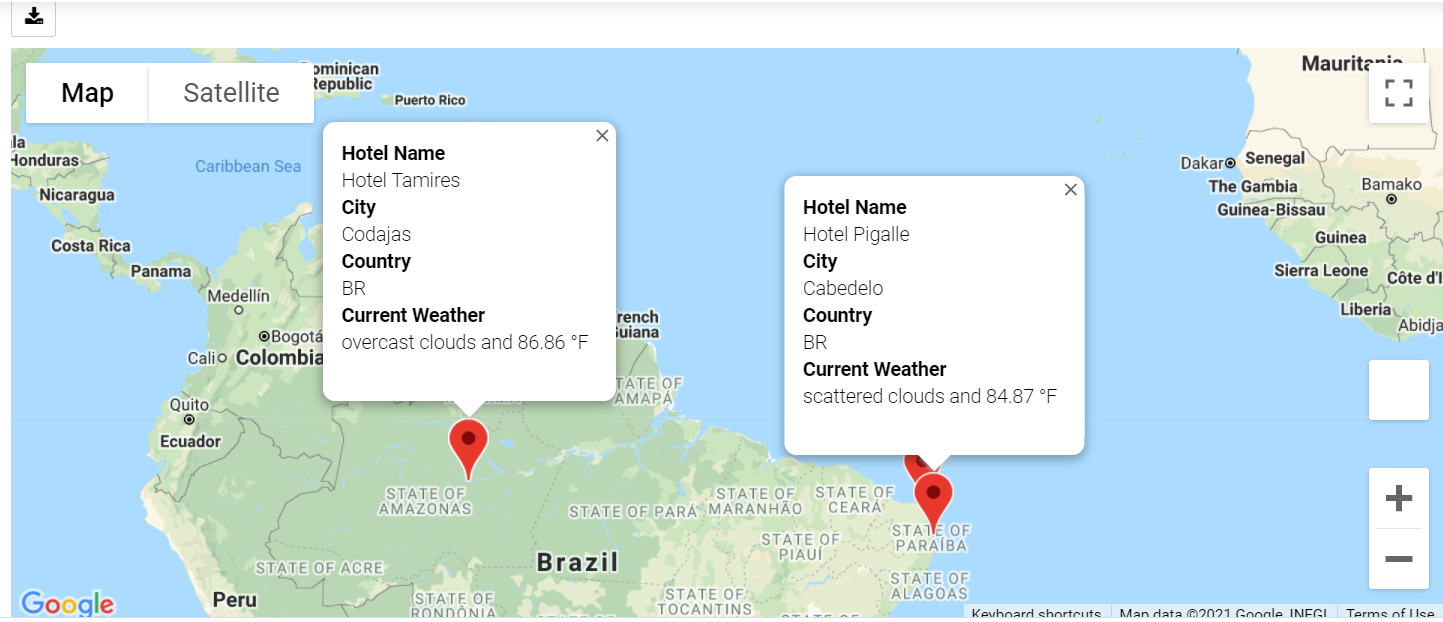 Map
Satellite
Dominican
Republic
Puerto Rico
Mauritania
Honduras
Caribbean Sea
Nicaragua
Costa Rica
Panama
Medellín
Bogotá
Cali
Colombia
Quito
Ecuador
Hotel Name
Hotel Tamires
City
Codajas
Country
BR
Current Weather
overcast clouds and 86.86 °F
French
Guiana
STATE OF
AMAPÁ
Hotel Name
Hotel Pigalle
City
Cabedelo
Country
BR
Current Weather
scattered clouds and 84.87 °F
Dakar
Senegal
The Gambia
Bamako
Guinea-Bissau
Guinea
Sierra Leone
Côte d'I
Liberia
Abidja
STATE OF
AMAZONAS
STATE OF PARÁ
STATE OF
MARANHÃO
STATE OF
CEARÁ
STATE OF
PARAÍBA
STATE OF
PIAUÍ
Brazil
STATE OF ACRE
STATE OF
ALAGOAS
Peru
STATE OF
RONDÔNIA
STATE OF
TOCANTINS
STATE OF
Google
Keyboard shortcuts
Map data ©2021 Google, INEGI
Terms of Use